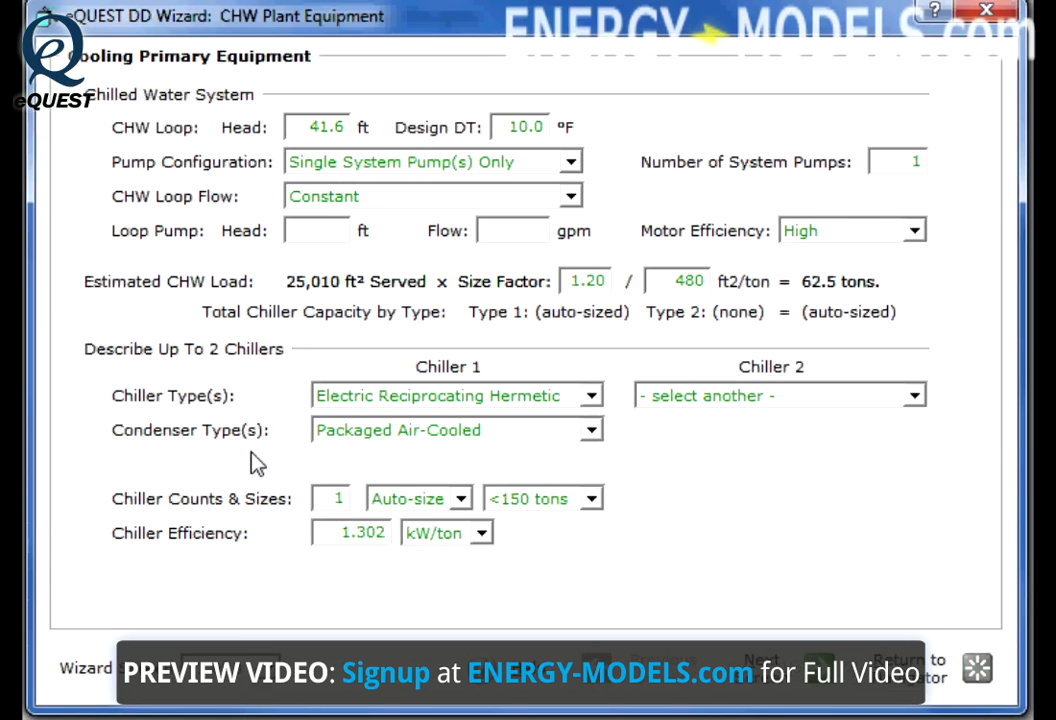 eQUEST DD Wizard: CHW Plant Equipment
?
ENERGY MODELS.com
eQUEST
Cooling Primary Equipment
Chilled Water System
CHW Loop: Head: 41.6 ft Design DT: 10.0 ºF
Pump Configuration: Single System Pump(s) Only Number of System Pumps: 1
CHW Loop Flow: Constant
Loop Pump: Head: ft Flow: gpm Motor Efficiency: High
Estimated CHW Load: 25,010 ft² Served x Size Factor: 1.20 / 480 ft2/ton = 62.5 tons.
Total Chiller Capacity by Type: Type 1: (auto-sized) Type 2: (none) = (auto-sized)
Describe Up To 2 Chillers
Chiller 1 Chiller 2
Chiller Type(s): Electric Reciprocating Hermetic - select another -
Condenser Type(s): Packaged Air-Cooled
Chiller Counts & Sizes: 1 Auto-size <150 tons
Chiller Efficiency: 1.302 kW/ton
Wizard
PREVIEW VIDEO: Signup at ENERGY-MODELS.com for Full Video